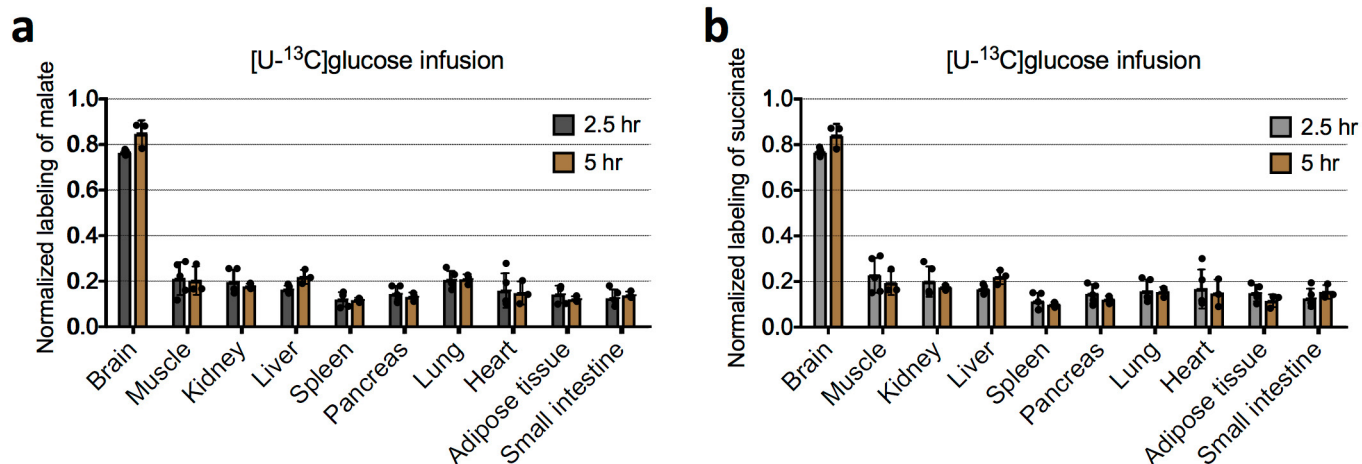 a
[U-¹³C]glucose infusion
Normalized labeling of malate
1.0
0.8
0.6
0.4
0.2
0.0
2.5 hr
5 hr
Brain
Muscle
Kidney
Liver
Spleen
Pancreas
Lung
Heart
Adipose tissue
Small intestine
b
[U-¹³C]glucose infusion
Normalized labeling of succinate
1.0
0.8
0.6
0.4
0.2
0.0
2.5 hr
5 hr
Brain
Muscle
Kidney
Liver
Spleen
Pancreas
Lung
Heart
Adipose tissue
Small intestine